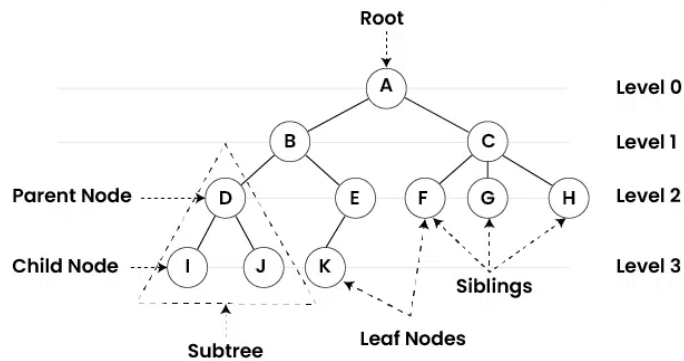 Root
A
Level 0
B
C
Level 1
Parent Node
D
E
F
G
H
Level 2
Child Node
I
J
K
Level 3
Siblings
Leaf Nodes
Subtree